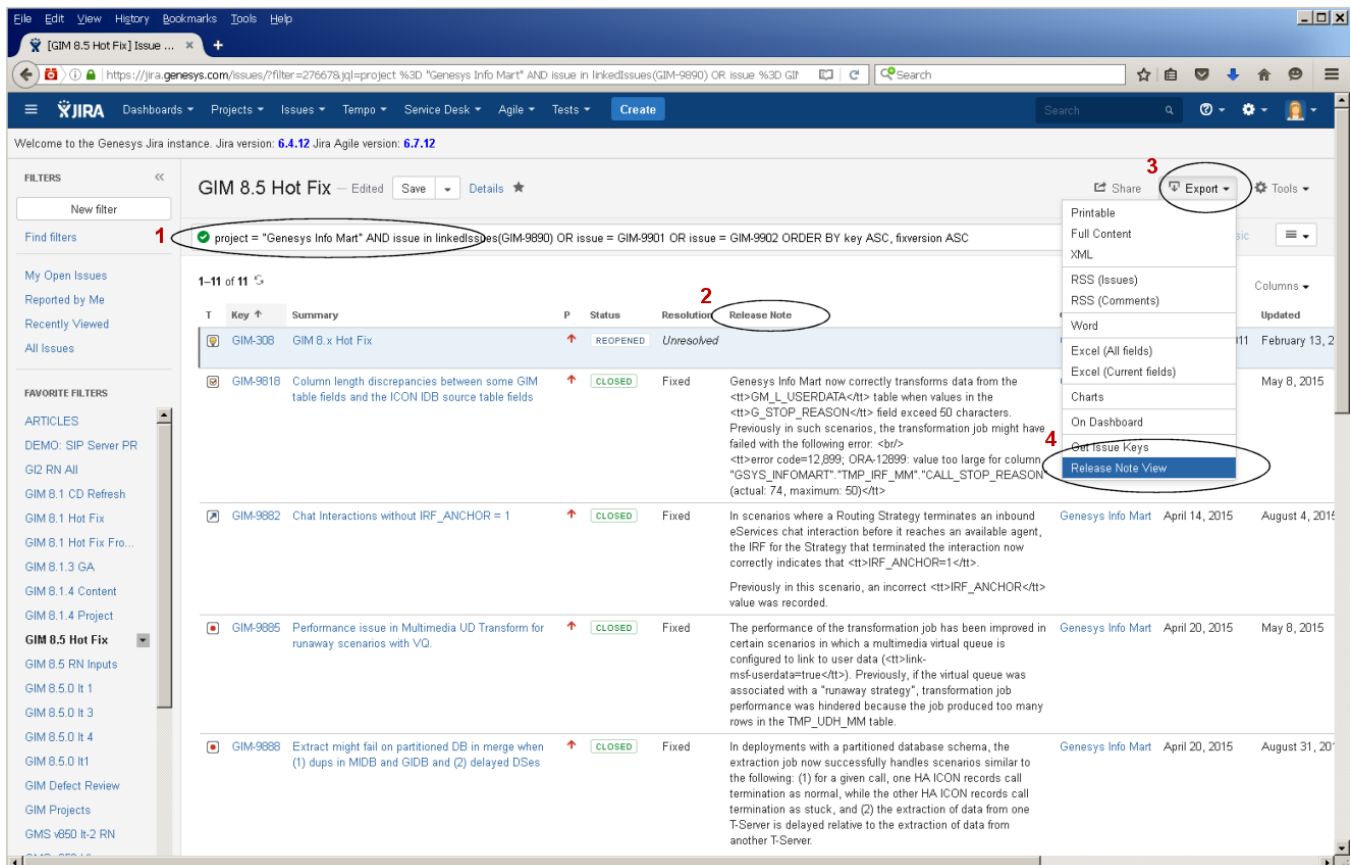 File Edit View History Bookmarks Tools Help
[GIM 8.5 Hot Fix] Issue ... × +
https://jira.genesys.com/issues/?filter=27667&jql=project %3D "Genesys Info Mart" AND issue in linkedIssues(GIM-9890) OR issue %3D GIM
Search
JIRA Dashboards Projects Issues Tempo Service Desk Agile Tests Create Search
Welcome to the Genesys Jira instance. Jira version: 6.4.12 Jira Agile version: 6.7.12
FILTERS
New filter
Find filters
My Open Issues
Reported by Me
Recently Viewed
All Issues
FAVORITE FILTERS
ARTICLES
DEMO: SIP Server PR
GI2 RN All
GIM 8.1 CD Refresh
GIM 8.1 Hot Fix
GIM 8.1 Hot Fix Fro...
GIM 8.1.3 GA
GIM 8.1.4 Content
GIM 8.1.4 Project
GIM 8.5 Hot Fix
GIM 8.5 RN Inputs
GIM 8.5.0 It 1
GIM 8.5.0 It 3
GIM 8.5.0 It 4
GIM 8.5.0 It1
GIM Defect Review
GIM Projects
GMS v850 It-2 RN
GIM 8.5 Hot Fix — Edited Save Details
3
Share Export Tools
1
project = "Genesys Info Mart" AND issue in linkedIssues(GIM-9890) OR issue = GIM-9901 OR issue = GIM-9902 ORDER BY key ASC, fixversion ASC
sic
1–11 of 11
Columns
2
T Key Summary P Status Resolution Release Note Updated
GIM-308 GIM 8.x Hot Fix REOPENED Unresolved 011 February 13, 2
GIM-9818 Column length discrepancies between some GIM
table fields and the ICON IDB source table fields
CLOSED Fixed
Genesys Info Mart now correctly transforms data from the
<tt>GM_L_USERDATA</tt> table when values in the
<tt>G_STOP_REASON</tt> field exceed 50 characters.
Previously in such scenarios, the transformation job might have
failed with the following error: <br/>
<tt>error code=12,899; ORA-12899: value too large for column
"GSYS_INFOMART"."TMP_IRF_MM"."CALL_STOP_REASON"
(actual: 74, maximum: 50)</tt>
May 8, 2015
Printable
Full Content
XML
RSS (Issues)
RSS (Comments)
Word
Excel (All fields)
Excel (Current fields)
Charts
On Dashboard
4
Get Issue Keys
Release Note View
GIM-9882 Chat Interactions without IRF_ANCHOR = 1
CLOSED Fixed
In scenarios where a Routing Strategy terminates an inbound
eServices chat interaction before it reaches an available agent,
the IRF for the Strategy that terminated the interaction now
correctly indicates that <tt>IRF_ANCHOR=1</tt>.
Previously in this scenario, an incorrect <tt>IRF_ANCHOR</tt>
value was recorded.
Genesys Info Mart April 14, 2015 August 4, 2015
GIM-9885 Performance issue in Multimedia UD Transform for
runaway scenarios with VQ.
CLOSED Fixed
The performance of the transformation job has been improved in
certain scenarios in which a multimedia virtual queue is
configured to link to user data (<tt>link-
msf-userdata=true</tt>). Previously, if the virtual queue was
associated with a "runaway strategy", transformation job
performance was hindered because the job produced too many
rows in the TMP_UDH_MM table.
Genesys Info Mart April 20, 2015 May 8, 2015
GIM-9888 Extract might fail on partitioned DB in merge when
(1) dups in MIDB and GIDB and (2) delayed DSes
CLOSED Fixed
In deployments with a partitioned database schema, the
extraction job now successfully handles scenarios similar to
the following: (1) for a given call, one HA ICON records call
termination as normal, while the other HA ICON records call
termination as stuck, and (2) the extraction of data from one
T-Server is delayed relative to the extraction of data from
another T-Server.
Genesys Info Mart April 20, 2015 August 31, 201